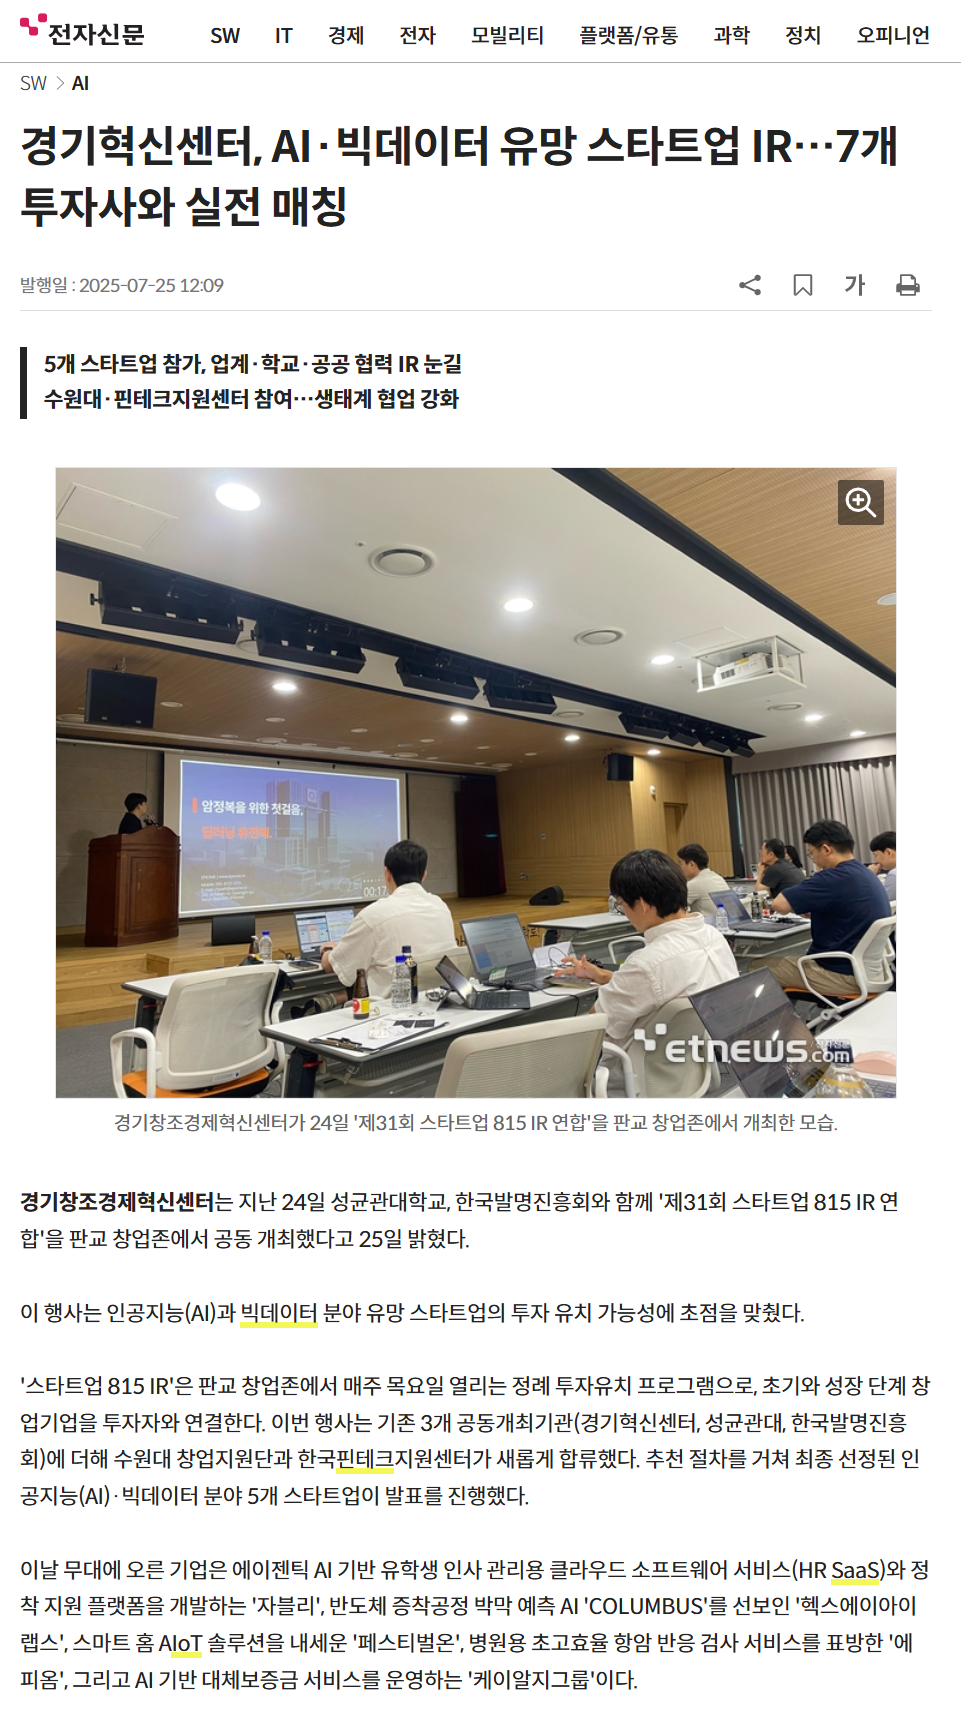 전자신문
SW IT 경제 전자 모빌리티 플랫폼/유통 과학 정치 오피니언
SW > AI
경기혁신센터, AI·빅데이터 유망 스타트업 IR…7개
투자사와 실전 매칭
발행일 : 2025-07-25 12:09
가
5개 스타트업 참가, 업계·학교·공공 협력 IR 눈길
수원대·핀테크지원센터 참여…생태계 협업 강화
암정복을 위한 첫걸음,
딥러닝 유전체.
00:17
etnews.com
경기창조경제혁신센터가 24일 '제31회 스타트업 815 IR 연합'을 판교 창업존에서 개최한 모습.
경기창조경제혁신센터는 지난 24일 성균관대학교, 한국발명진흥회와 함께 '제31회 스타트업 815 IR 연
합'을 판교 창업존에서 공동 개최했다고 25일 밝혔다.
이 행사는 인공지능(AI)과 빅데이터 분야 유망 스타트업의 투자 유치 가능성에 초점을 맞췄다.
'스타트업 815 IR'은 판교 창업존에서 매주 목요일 열리는 정례 투자유치 프로그램으로, 초기와 성장 단계 창
업기업을 투자자와 연결한다. 이번 행사는 기존 3개 공동개최기관(경기혁신센터, 성균관대, 한국발명진흥
회)에 더해 수원대 창업지원단과 한국핀테크지원센터가 새롭게 합류했다. 추천 절차를 거쳐 최종 선정된 인
공지능(AI)·빅데이터 분야 5개 스타트업이 발표를 진행했다.
이날 무대에 오른 기업은 에이젠틱 AI 기반 유학생 인사 관리용 클라우드 소프트웨어 서비스(HR SaaS)와 정
착 지원 플랫폼을 개발하는 '자블리', 반도체 증착공정 박막 예측 AI 'COLUMBUS'를 선보인 '헥스에이아이
랩스', 스마트 홈 AIoT 솔루션을 내세운 '페스티벌온', 병원용 초고효율 항암 반응 검사 서비스를 표방한 '에
피옴', 그리고 AI 기반 대체보증금 서비스를 운영하는 '케이알지그룹'이다.